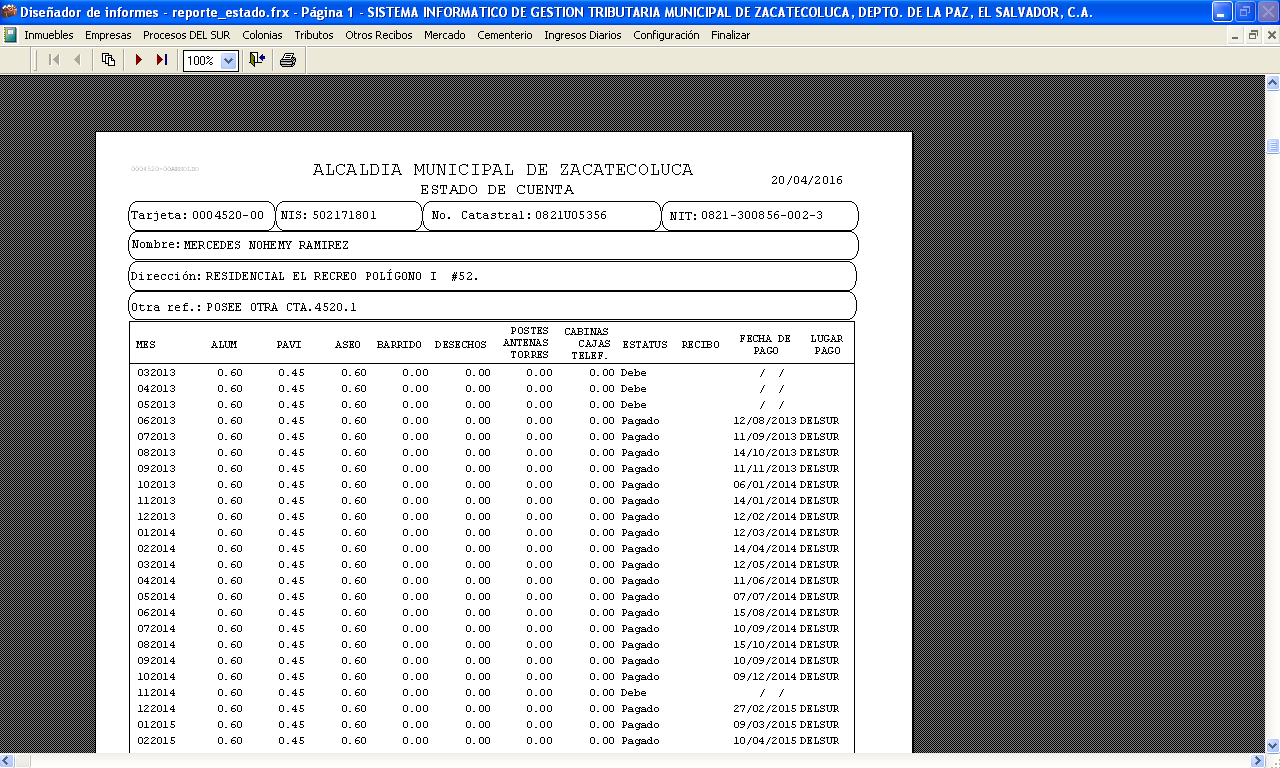 Diseñador de informes - reporte_estado.frx - Página 1 - SISTEMA INFORMATICO DE GESTION TRIBUTARIA MUNICIPAL DE ZACATECOLUCA, DEPTO. DE LA PAZ, EL SALVADOR, C.A.
Inmuebles Empresas Procesos DEL SUR Colonias Tributos Otros Recibos Mercado Cementerio Ingresos Diarios Configuración Finalizar
100%
ALCALDIA MUNICIPAL DE ZACATECOLUCA
20/04/2016
ESTADO DE CUENTA
Tarjeta: 0004520-00 NIS: 502171801 No. Catastral: 0821U05356 NIT: 0821-300856-002-3
Nombre: MERCEDES NOHEMY RAMIREZ
Dirección: RESIDENCIAL EL RECREO POLÍGONO I #52.
Otra ref.: POSEE OTRA CTA.4520.1
MES ALUM PAVI ASEO BARRIDO DESECHOS POSTES ANTENAS TORRES CABINAS CAJAS TELEF. ESTATUS RECIBO FECHA DE PAGO LUGAR PAGO
032013 0.60 0.45 0.60 0.00 0.00 0.00 0.00 Debe / /
042013 0.60 0.45 0.60 0.00 0.00 0.00 0.00 Debe / /
052013 0.60 0.45 0.60 0.00 0.00 0.00 0.00 Debe / /
062013 0.60 0.45 0.60 0.00 0.00 0.00 0.00 Pagado 12/08/2013 DELSUR
072013 0.60 0.45 0.60 0.00 0.00 0.00 0.00 Pagado 11/09/2013 DELSUR
082013 0.60 0.45 0.60 0.00 0.00 0.00 0.00 Pagado 14/10/2013 DELSUR
092013 0.60 0.45 0.60 0.00 0.00 0.00 0.00 Pagado 11/11/2013 DELSUR
102013 0.60 0.45 0.60 0.00 0.00 0.00 0.00 Pagado 06/01/2014 DELSUR
112013 0.60 0.45 0.60 0.00 0.00 0.00 0.00 Pagado 14/01/2014 DELSUR
122013 0.60 0.45 0.60 0.00 0.00 0.00 0.00 Pagado 12/02/2014 DELSUR
012014 0.60 0.45 0.60 0.00 0.00 0.00 0.00 Pagado 12/03/2014 DELSUR
022014 0.60 0.45 0.60 0.00 0.00 0.00 0.00 Pagado 14/04/2014 DELSUR
032014 0.60 0.45 0.60 0.00 0.00 0.00 0.00 Pagado 12/05/2014 DELSUR
042014 0.60 0.45 0.60 0.00 0.00 0.00 0.00 Pagado 11/06/2014 DELSUR
052014 0.60 0.45 0.60 0.00 0.00 0.00 0.00 Pagado 07/07/2014 DELSUR
062014 0.60 0.45 0.60 0.00 0.00 0.00 0.00 Pagado 15/08/2014 DELSUR
072014 0.60 0.45 0.60 0.00 0.00 0.00 0.00 Pagado 10/09/2014 DELSUR
082014 0.60 0.45 0.60 0.00 0.00 0.00 0.00 Pagado 15/10/2014 DELSUR
092014 0.60 0.45 0.60 0.00 0.00 0.00 0.00 Pagado 10/09/2014 DELSUR
102014 0.60 0.45 0.60 0.00 0.00 0.00 0.00 Pagado 09/12/2014 DELSUR
112014 0.60 0.45 0.60 0.00 0.00 0.00 0.00 Debe / /
122014 0.60 0.45 0.60 0.00 0.00 0.00 0.00 Pagado 27/02/2015 DELSUR
012015 0.60 0.45 0.60 0.00 0.00 0.00 0.00 Pagado 09/03/2015 DELSUR
022015 0.60 0.45 0.60 0.00 0.00 0.00 0.00 Pagado 10/04/2015 DELSUR